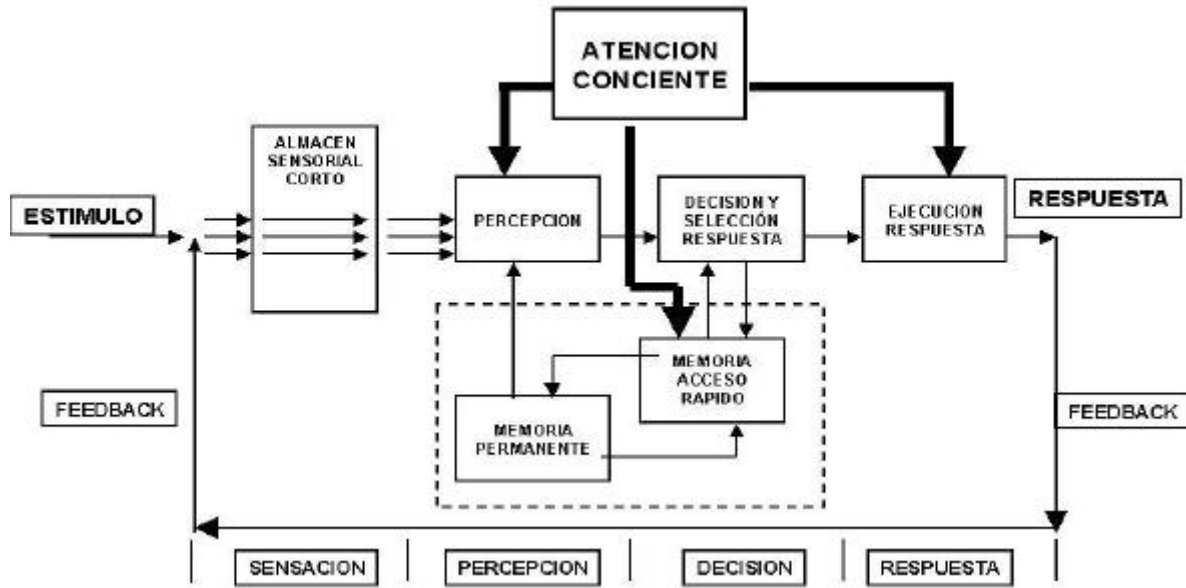 ATENCION
CONCIENTE
ALMACEN
SENSORIAL
CORTO
ESTIMULO
PERCEPCION
DECISION Y
SELECCIÓN
RESPUESTA
EJECUCION
RESPUESTA
RESPUESTA
MEMORIA
ACCESO
RAPIDO
MEMORIA
PERMANENTE
FEEDBACK
FEEDBACK
SENSACION
PERCEPCION
DECISION
RESPUESTA